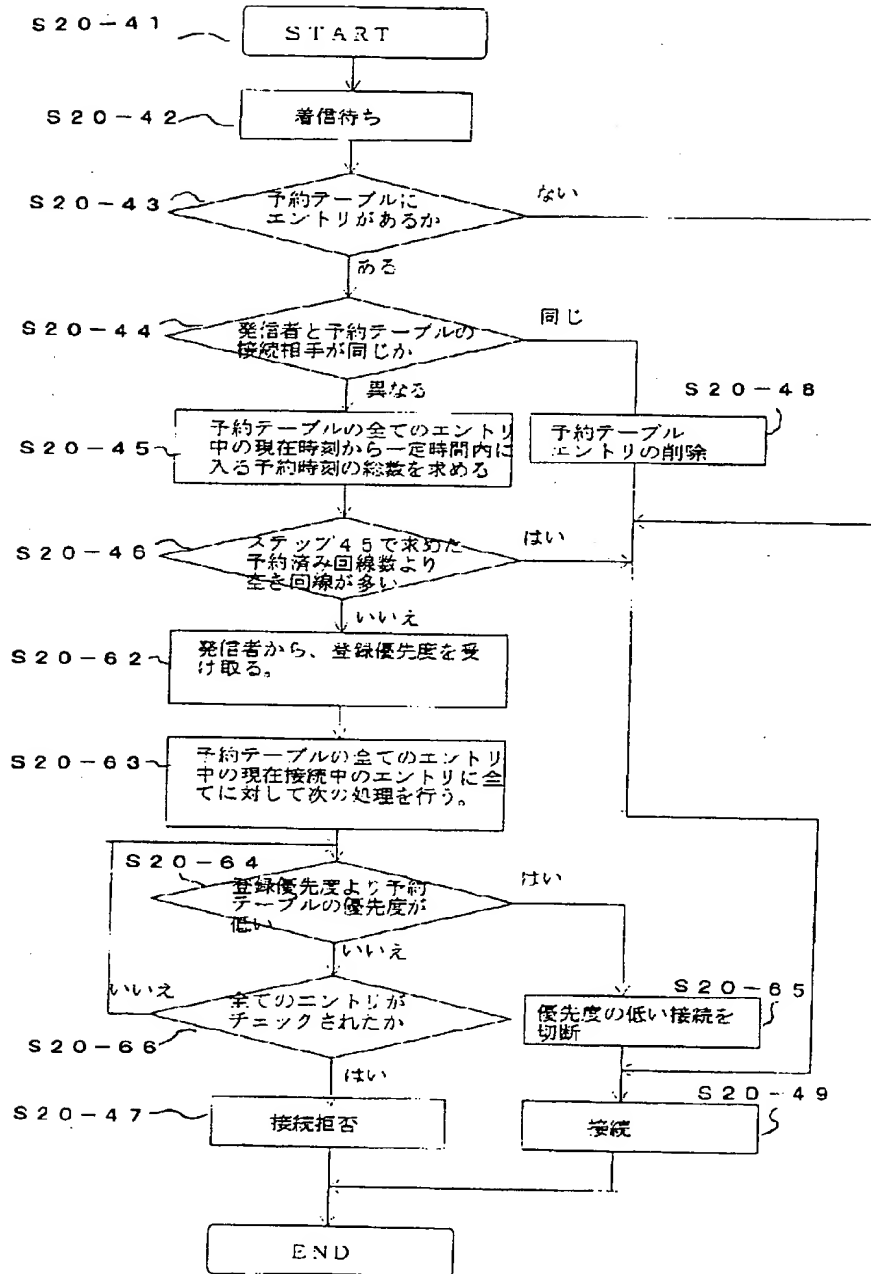 S20-41
START
S20-42
着信待ち
S20-43
予約テーブルに
エントリがあるか
ない
ある
S20-44
発信者と予約テーブルの
接続相手が同じか
同じ
異なる
S20-48
S20-45
予約テーブルの全てのエントリ
中の現在時刻から一定時間内に
入る予約時刻の総数を求める
予約テーブル
エントリの削除
S20-46
ステップ45で求めた
予約済み回線数より
空き回線が多い
はい
いいえ
S20-62
発信者から、登録優先度を受
け取る。
S20-63
予約テーブルの全てのエントリ
中の現在接続中のエントリに全
てに対して次の処理を行う。
S20-64
登録優先度より予約
テーブルの優先度が
低い
はい
いいえ
いいえ
全てのエントリが
チェックされたか
S20-66
S20-65
優先度の低い接続を
切断
はい
S20-47
接続拒否
S20-49
接続
END